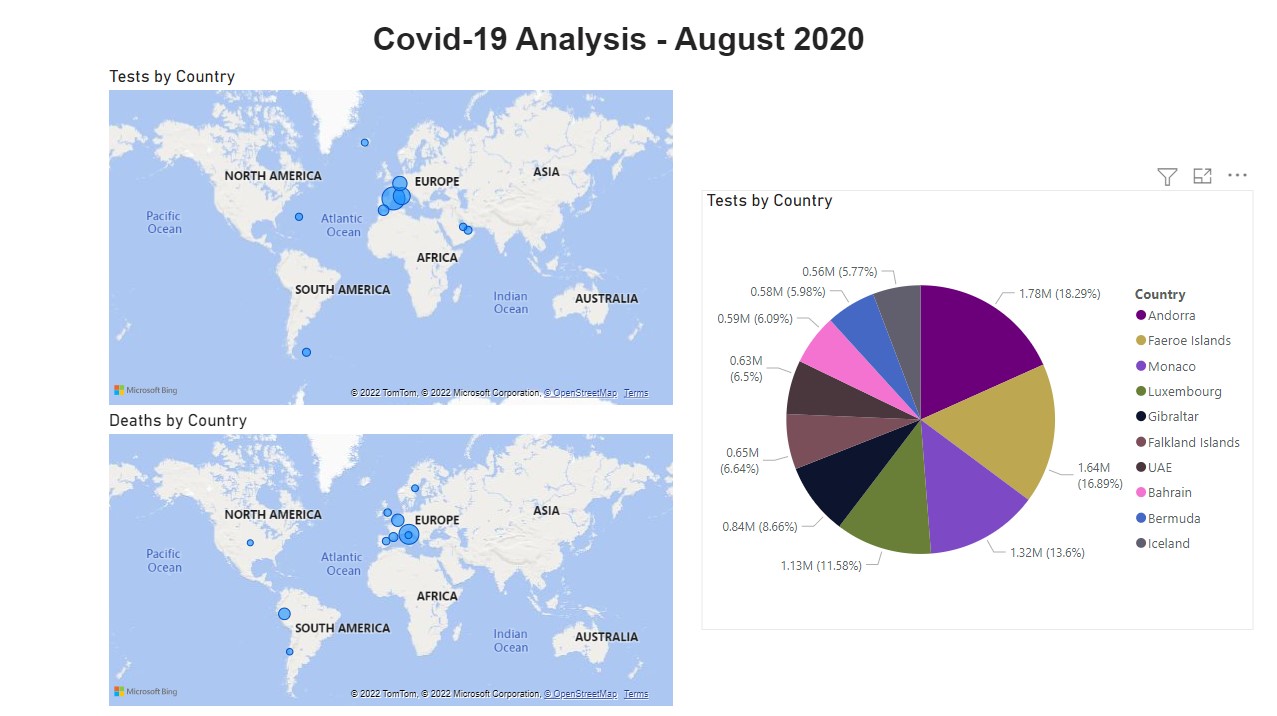 Covid-19 Analysis - August 2020
Tests by Country
NORTH AMERICA
EUROPE
ASIA
Pacific
Ocean
Atlantic
Ocean
AFRICA
SOUTH AMERICA
Indian
Ocean
AUSTRALIA
Microsoft Bing
© 2022 TomTom, © 2022 Microsoft Corporation, © OpenStreetMap Terms
Deaths by Country
NORTH AMERICA
EUROPE
ASIA
Pacific
Ocean
Atlantic
Ocean
AFRICA
SOUTH AMERICA
Indian
Ocean
AUSTRALIA
Microsoft Bing
© 2022 TomTom, © 2022 Microsoft Corporation, © OpenStreetMap Terms
Tests by Country
0.56M (5.77%)
0.58M (5.98%)
0.59M (6.09%)
0.63M
(6.5%)
0.65M
(6.64%)
0.84M (8.66%)
1.13M (11.58%)
1.32M (13.6%)
1.64M
(16.89%)
1.78M (18.29%)
Country
Andorra
Faeroe Islands
Monaco
Luxembourg
Gibraltar
Falkland Islands
UAE
Bahrain
Bermuda
Iceland